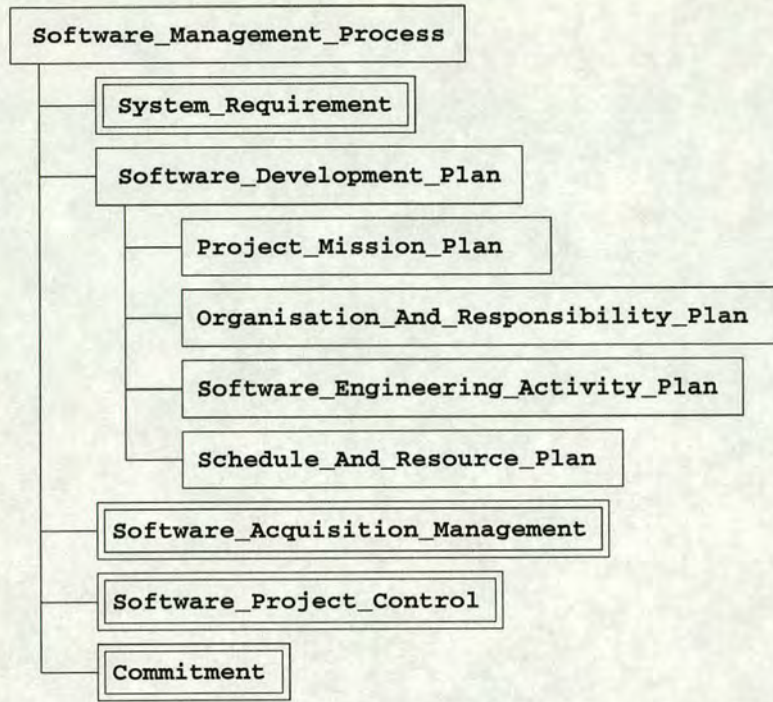 Software_Management_Process
System_Requirement
Software_Development_Plan
Project_Mission_Plan
Organisation_And_Responsibility_Plan
Software_Engineering_Activity_Plan
Schedule_And_Resource_Plan
Software_Acquisition_Management
Software_Project_Control
Commitment